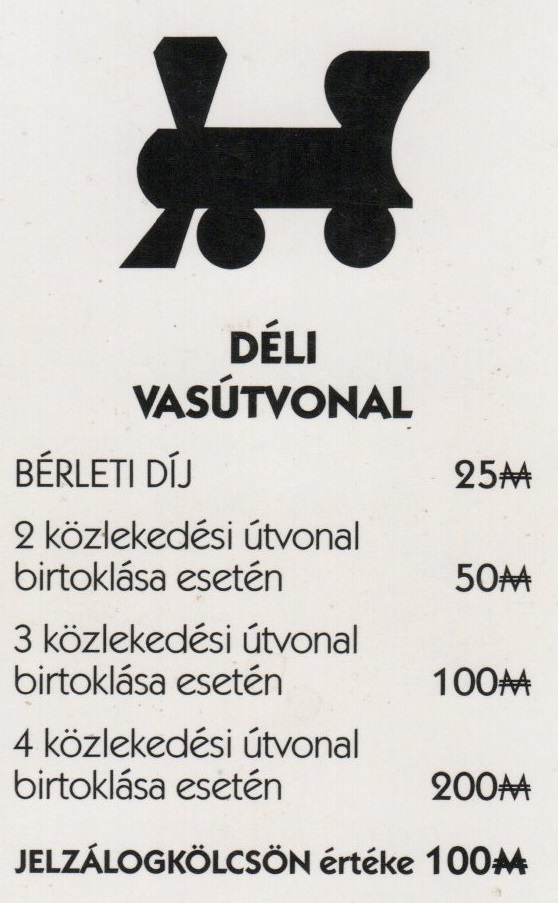 DÉLI
VASÚTVONAL
BÉRLETI DÍJ 25₩
2 közlekedési útvonal
birtoklása esetén 50₩
3 közlekedési útvonal
birtoklása esetén 100₩
4 közlekedési útvonal
birtoklása esetén 200₩
JELZÁLOGKÖLCSÖN értéke 100₩